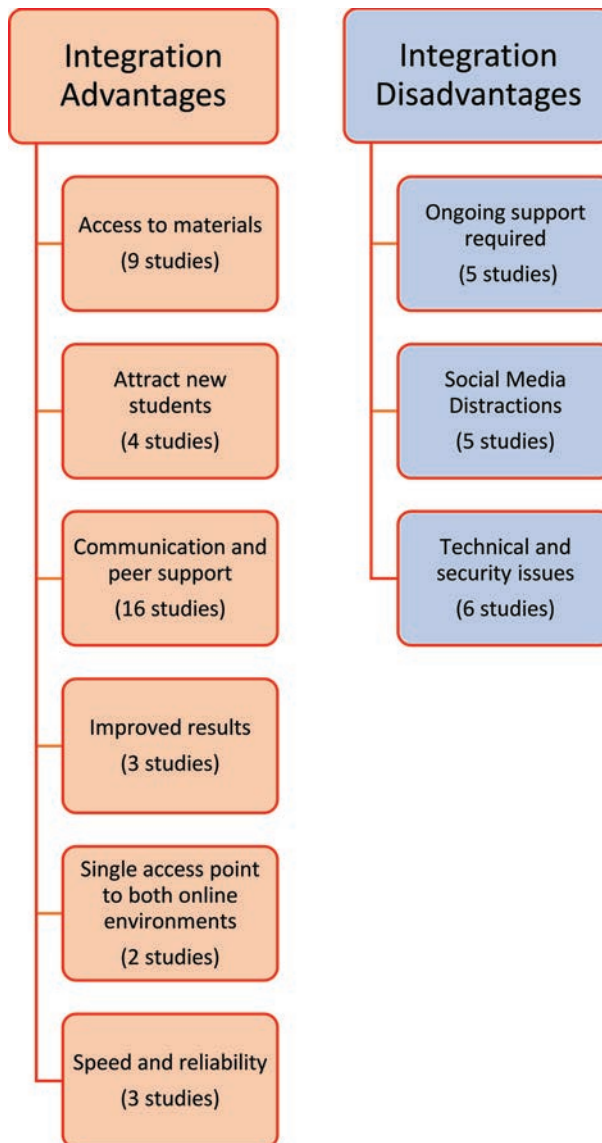 Integration
Advantages
Access to materials
(9 studies)
Attract new
students
(4 studies)
Communication and
peer support
(16 studies)
Improved results
(3 studies)
Single access point
to both online
environments
(2 studies)
Speed and reliability
(3 studies)
Integration
Disadvantages
Ongoing support
required
(5 studies)
Social Media
Distractions
(5 studies)
Technical and
security issues
(6 studies)